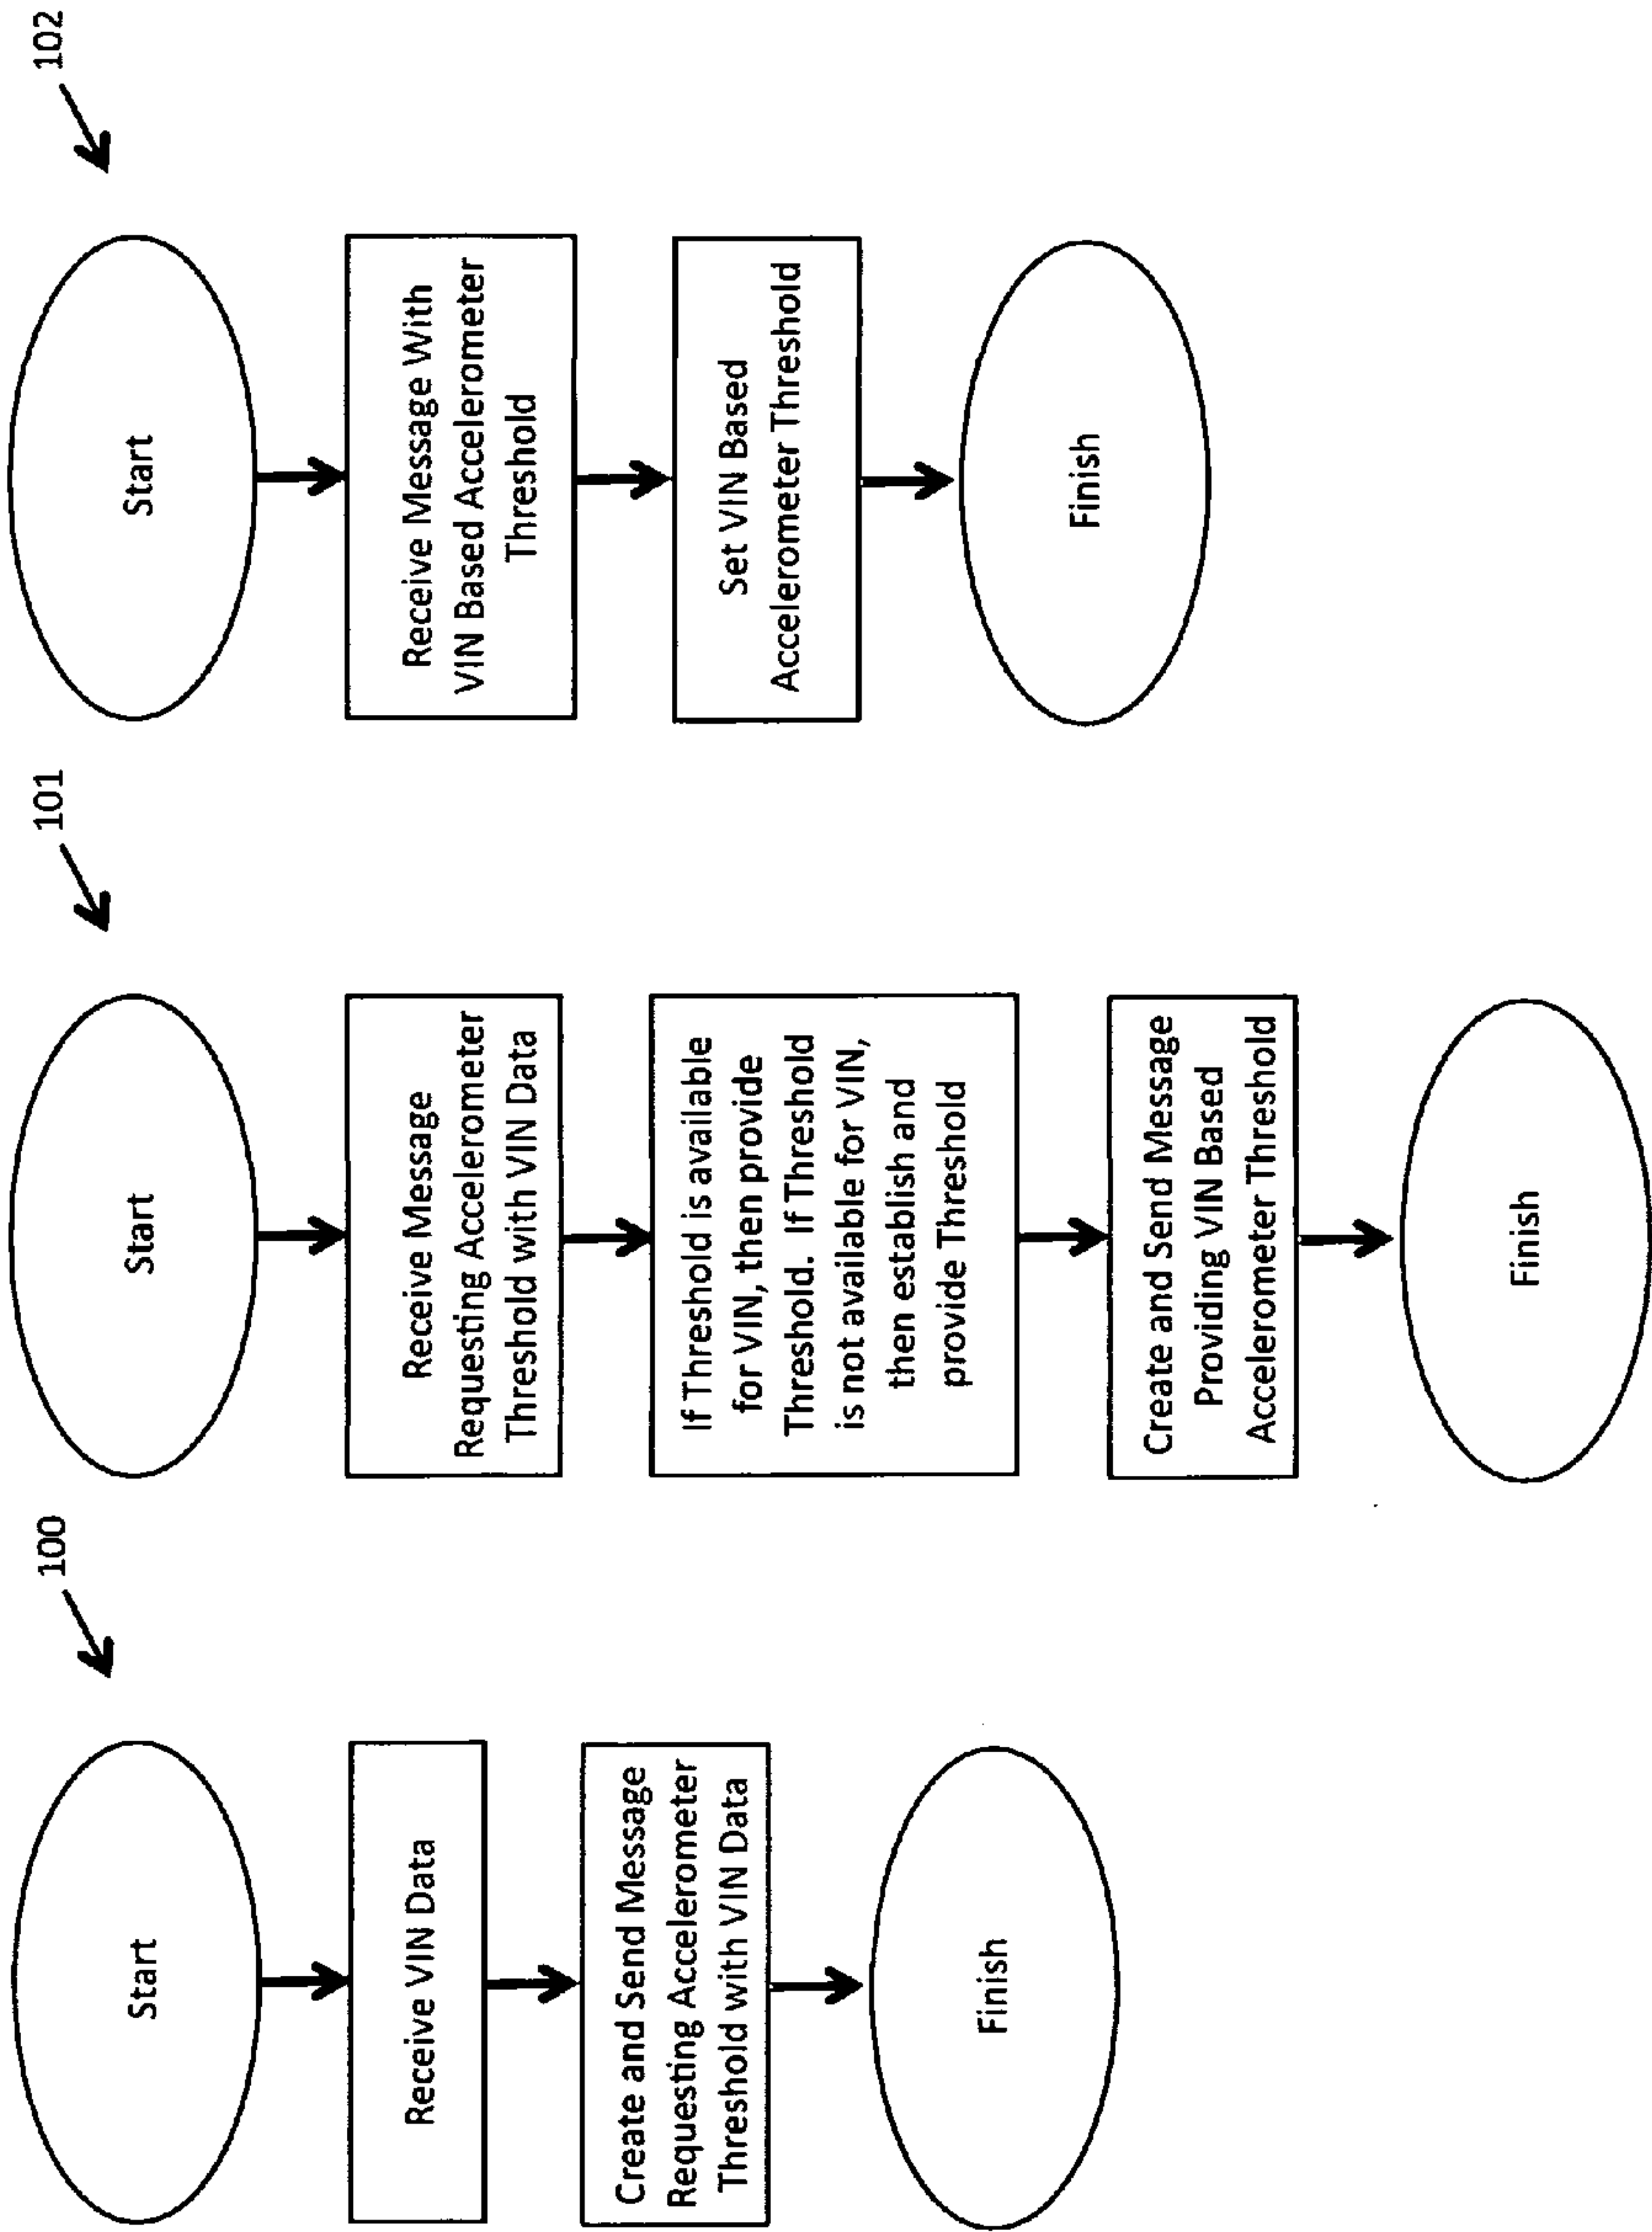 100
Start
Receive VIN Data
Create and Send Message
Requesting Accelerometer
Threshold with VIN Data
Finish
101
Start
Receive Message
Requesting Accelerometer
Threshold with VIN Data
If Threshold is available
for VIN, then provide
Threshold. If Threshold
is not available for VIN,
then establish and
provide Threshold
Create and Send Message
Providing VIN Based
Accelerometer Threshold
Finish
102
Start
Receive Message With
VIN Based Accelerometer
Threshold
Set VIN Based
Accelerometer Threshold
Finish